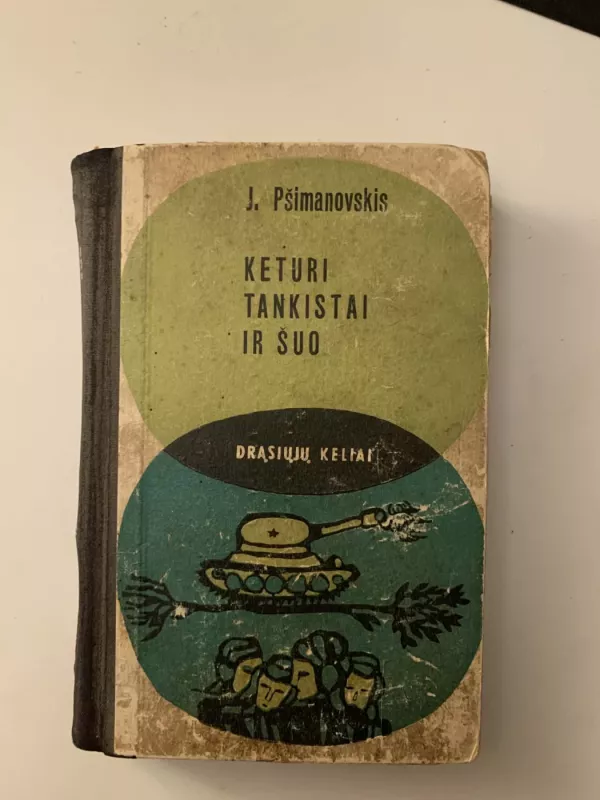 J. Pšimanovskis
KETURI
TANKISTAI
IR ŠUO
DRĄSIŲJŲ KELIAI